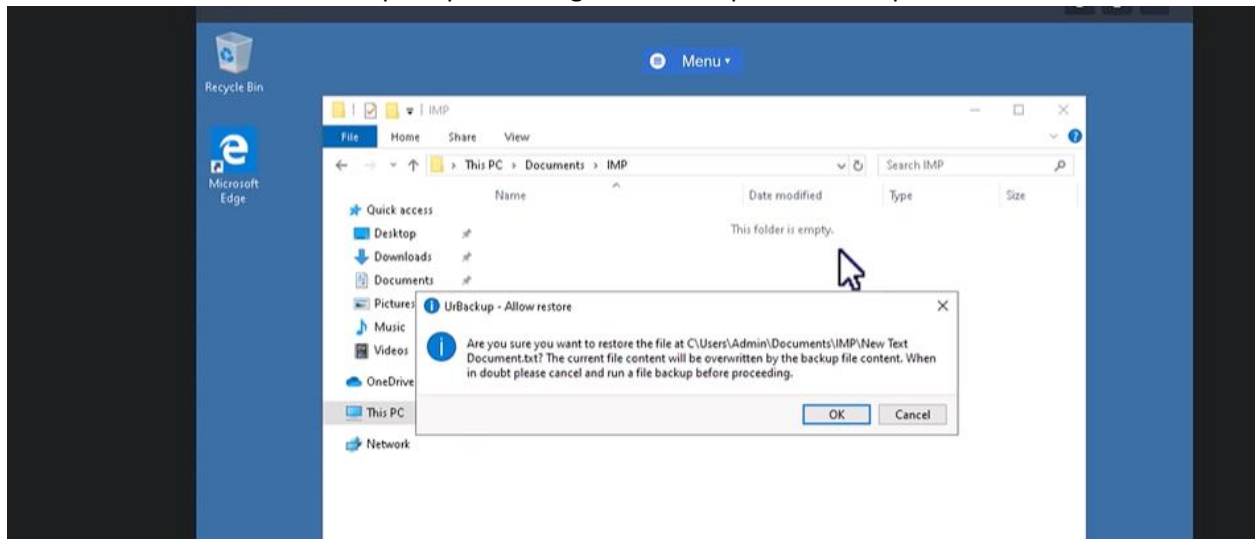 Recycle Bin
Menu
IMP
File Home Share View
This PC > Documents > IMP
Search IMP
Microsoft
Edge
Name Date modified Type Size
Quick access
This folder is empty.
Desktop
Downloads
Documents
Pictures
UrBackup - Allow restore
Music
Videos
Are you sure you want to restore the file at C:\Users\Admin\Documents\IMP\New Text
Document.txt? The current file content will be overwritten by the backup file content. When
in doubt please cancel and run a file backup before proceeding.
OneDrive
This PC
OK Cancel
Network